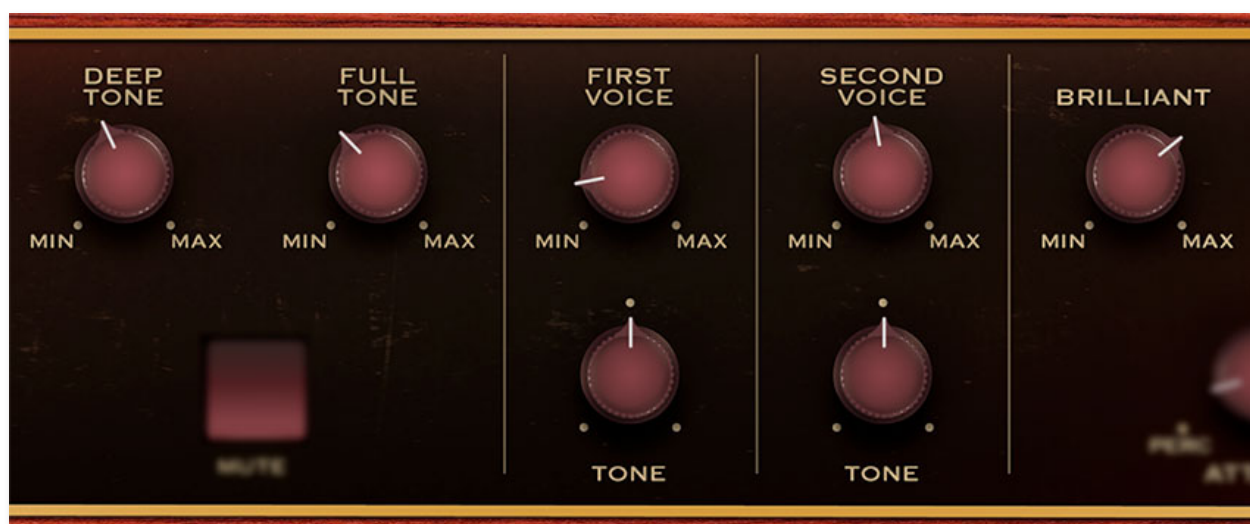 DEEP
TONE
FULL
TONE
FIRST
VOICE
SECOND
VOICE
BRILLIANT
MIN MAX
MIN MAX
MIN MAX
MIN MAX
MIN MAX
MUTE
TONE
TONE
PERC